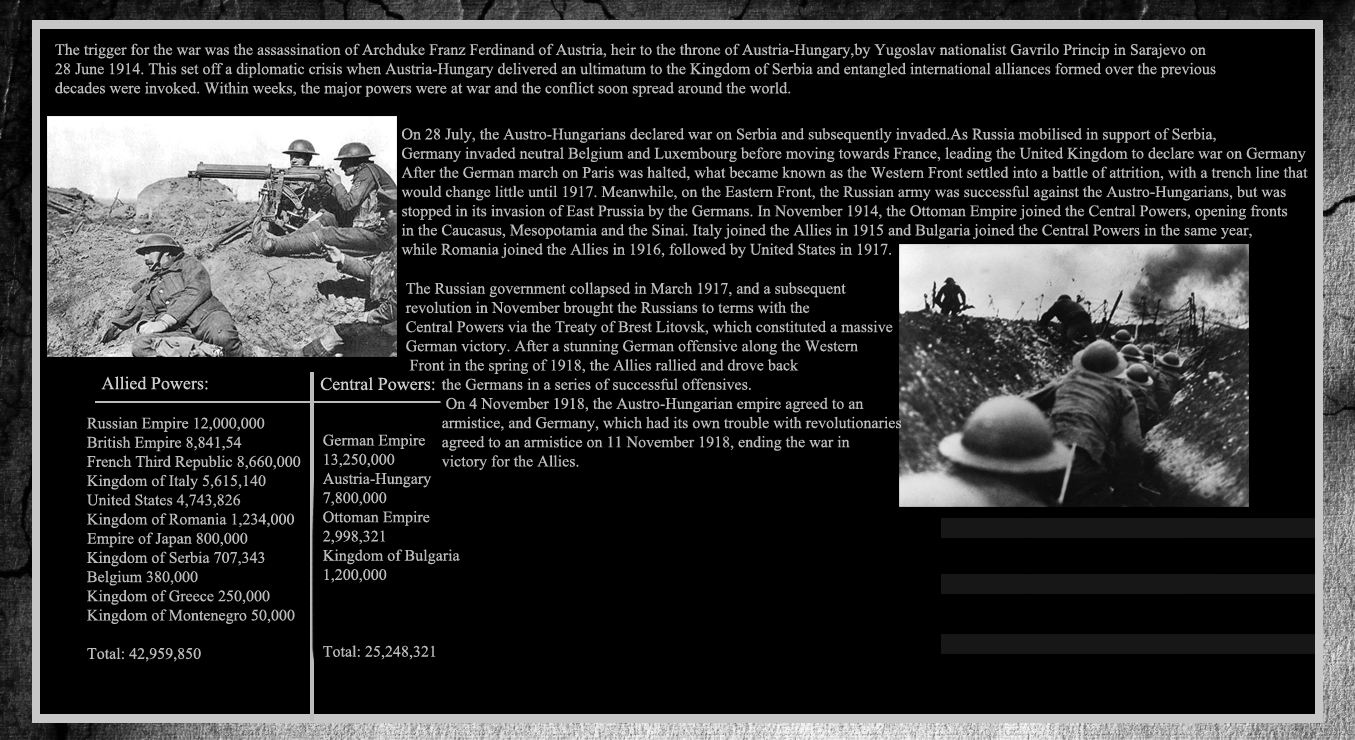 The trigger for the war was the assassination of Archduke Franz Ferdinand of Austria, heir to the throne of Austria-Hungary,by Yugoslav nationalist Gavrilo Princip in Sarajevo on
28 June 1914. This set off a diplomatic crisis when Austria-Hungary delivered an ultimatum to the Kingdom of Serbia and entangled international alliances formed over the previous
decades were invoked. Within weeks, the major powers were at war and the conflict soon spread around the world.
On 28 July, the Austro-Hungarians declared war on Serbia and subsequently invaded.As Russia mobilised in support of Serbia,
Germany invaded neutral Belgium and Luxembourg before moving towards France, leading the United Kingdom to declare war on Germany
After the German march on Paris was halted, what became known as the Western Front settled into a battle of attrition, with a trench line that
would change little until 1917. Meanwhile, on the Eastern Front, the Russian army was successful against the Austro-Hungarians, but was
stopped in its invasion of East Prussia by the Germans. In November 1914, the Ottoman Empire joined the Central Powers, opening fronts
in the Caucasus, Mesopotamia and the Sinai. Italy joined the Allies in 1915 and Bulgaria joined the Central Powers in the same year,
while Romania joined the Allies in 1916, followed by United States in 1917.
The Russian government collapsed in March 1917, and a subsequent
revolution in November brought the Russians to terms with the
Central Powers via the Treaty of Brest Litovsk, which constituted a massive
German victory. After a stunning German offensive along the Western
Front in the spring of 1918, the Allies rallied and drove back
the Germans in a series of successful offensives.
On 4 November 1918, the Austro-Hungarian empire agreed to an
armistice, and Germany, which had its own trouble with revolutionaries
agreed to an armistice on 11 November 1918, ending the war in
victory for the Allies.
Allied Powers:
Russian Empire 12,000,000
British Empire 8,841,54
French Third Republic 8,660,000
Kingdom of Italy 5,615,140
United States 4,743,826
Kingdom of Romania 1,234,000
Empire of Japan 800,000
Kingdom of Serbia 707,343
Belgium 380,000
Kingdom of Greece 250,000
Kingdom of Montenegro 50,000
Total: 42,959,850
Central Powers:
German Empire
13,250,000
Austria-Hungary
7,800,000
Ottoman Empire
2,998,321
Kingdom of Bulgaria
1,200,000
Total: 25,248,321